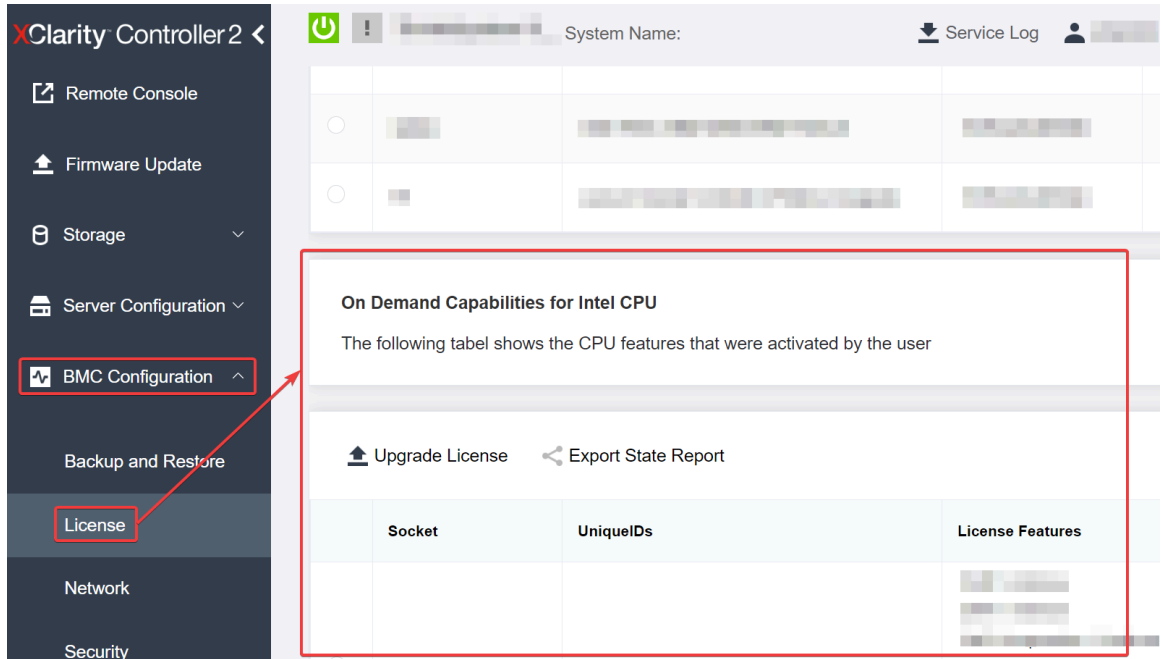 XClarity Controller 2
Remote Console
Firmware Update
Storage
Server Configuration
BMC Configuration
Backup and Restore
License
Network
Security
System Name:
Service Log
On Demand Capabilities for Intel CPU
The following tabel shows the CPU features that were activated by the user
Upgrade License
Export State Report
Socket
UniqueIDs
License Features